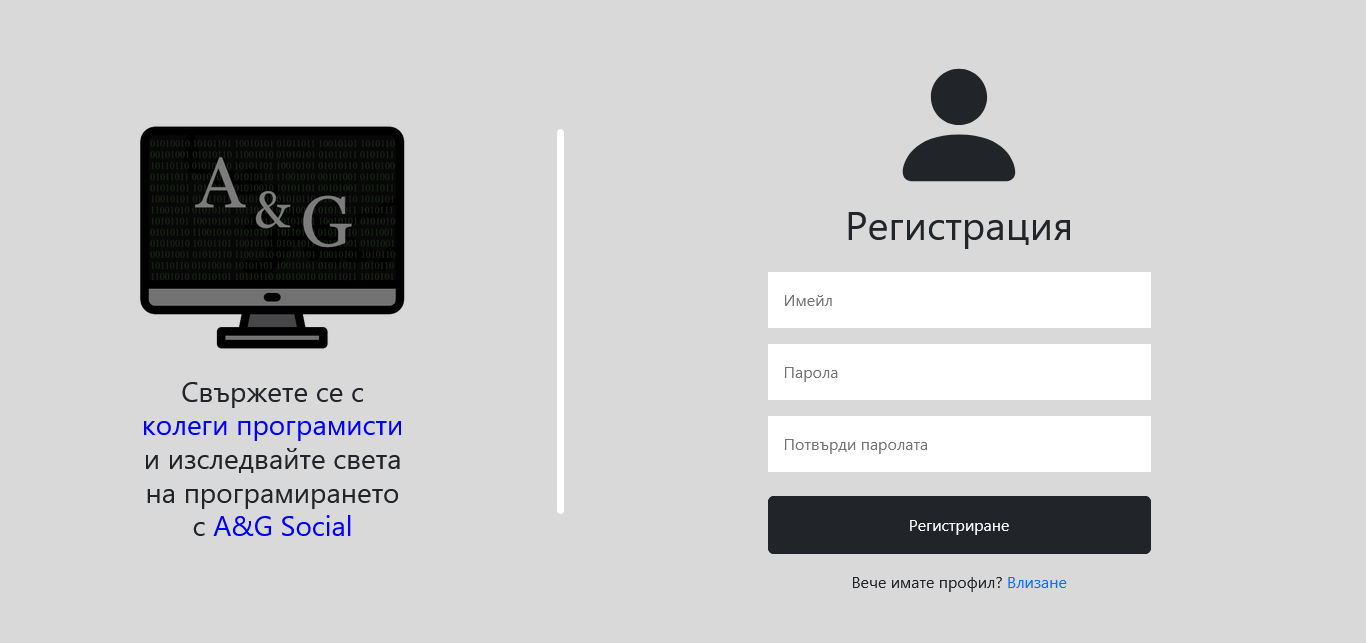 A&G
Свържете се с
колеги програмисти
и изследвайте света
на програмирането
с A&G Social
Регистрация
Имейл
Парола
Потвърди паролата
Регистриране
Вече имате профил? Влизане